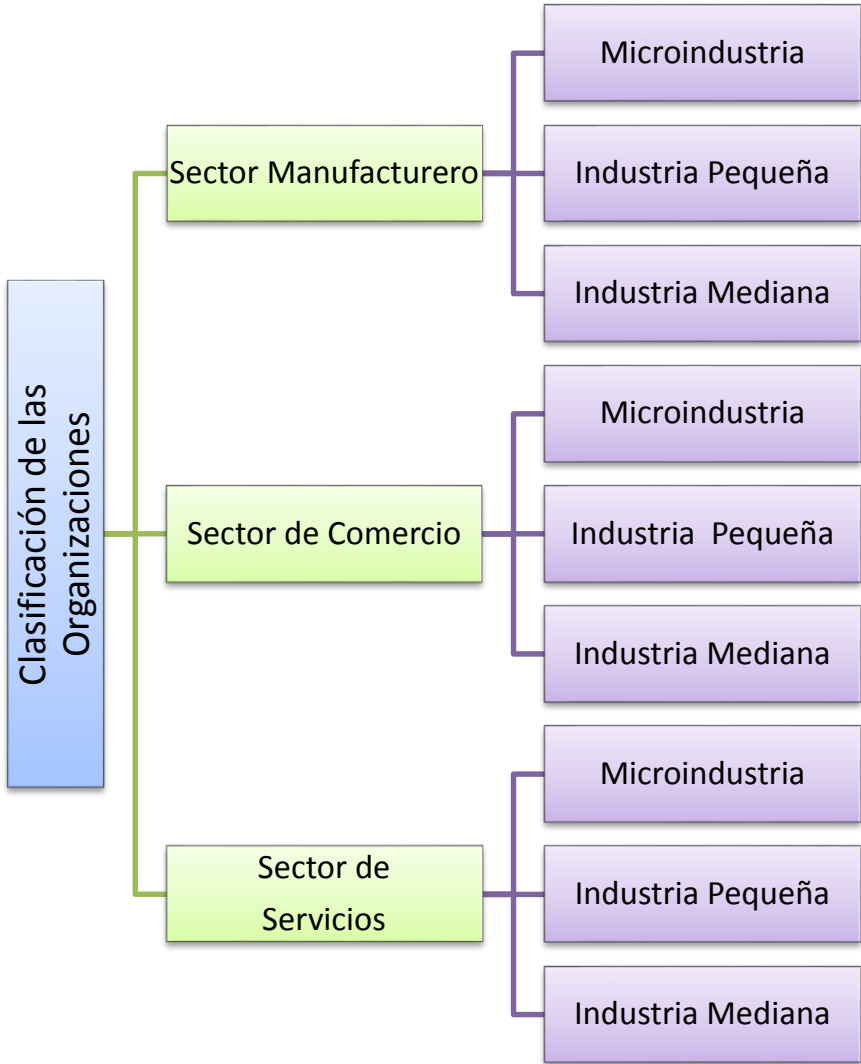 Clasificación de las
Organizaciones
Sector Manufacturero
Microindustria
Industria Pequeña
Industria Mediana
Sector de Comercio
Microindustria
Industria  Pequeña
Industria Mediana
Sector de
Servicios
Microindustria
Industria Pequeña
Industria Mediana